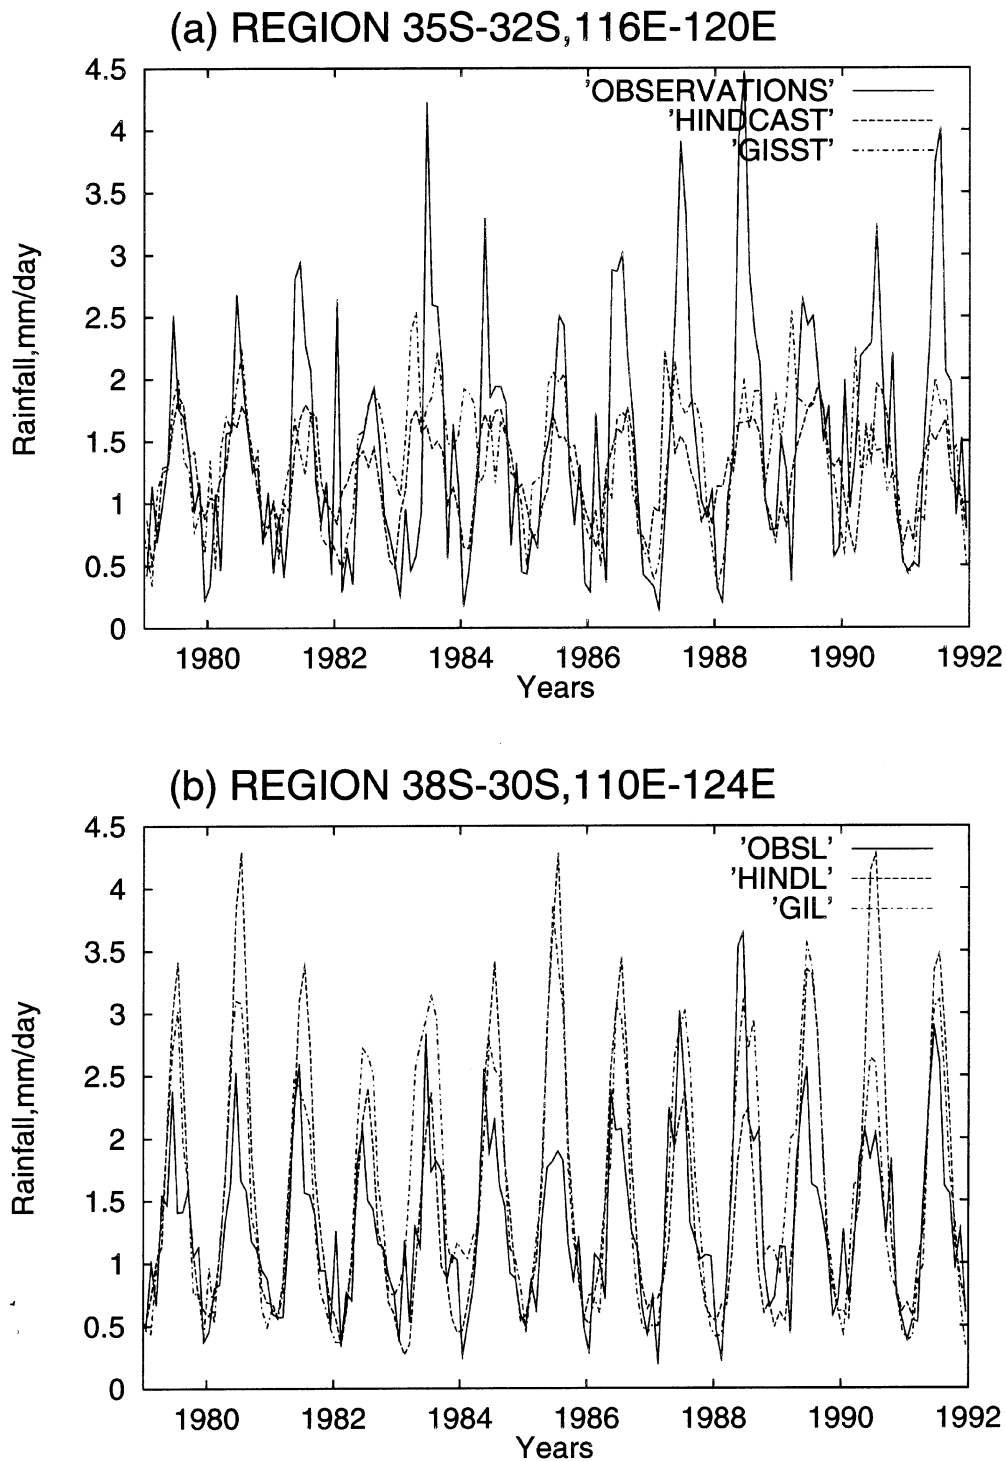 (a) REGION 35S-32S,116E-120E
4.5
4
3.5
3
2.5
2
1.5
1
0.5
0
Rainfall,mm/day
'OBSERVATIONS'
'HINDCAST'
'GISST'
1980 1982 1984 1986 1988 1990 1992
Years
(b) REGION 38S-30S,110E-124E
4.5
4
3.5
3
2.5
2
1.5
1
0.5
0
Rainfall,mm/day
'OBSL'
'HINDL'
'GIL'
1980 1982 1984 1986 1988 1990 1992
Years